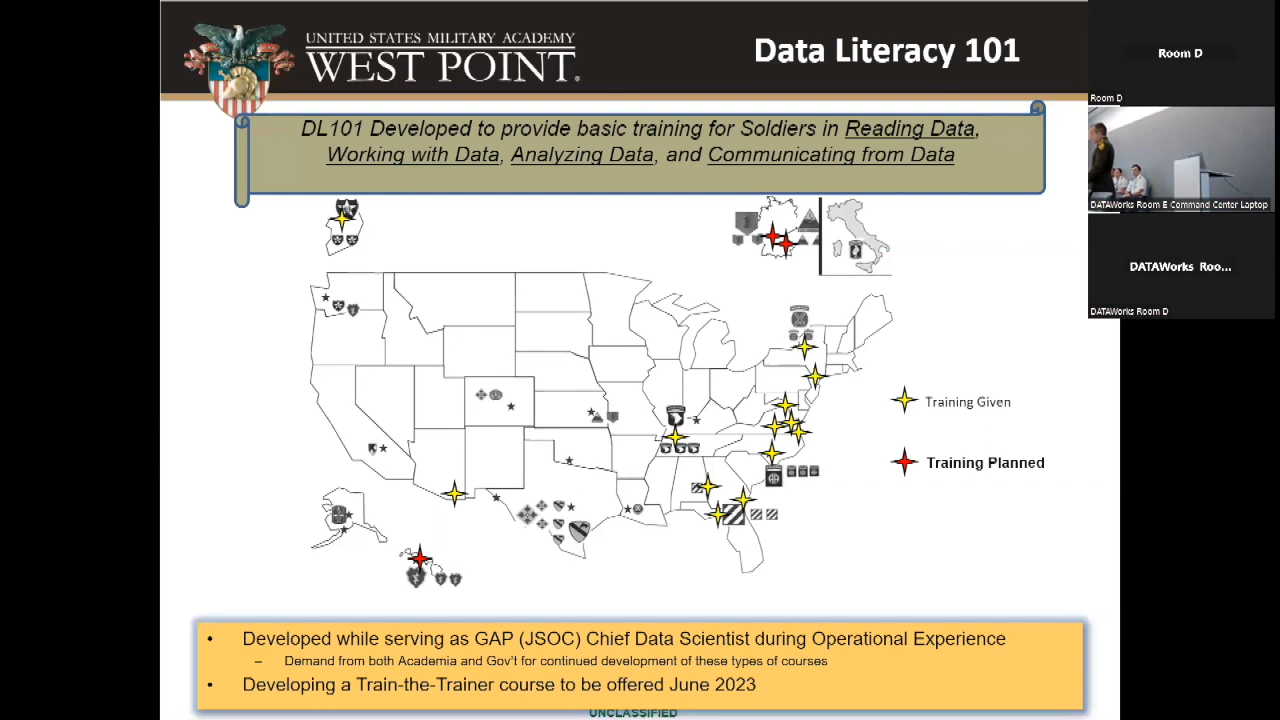 UNITED STATES MILITARY ACADEMY
WEST POINT.
Data Literacy 101
DL101 Developed to provide basic training for Soldiers in Reading Data,
Working with Data, Analyzing Data, and Communicating from Data
Training Given
Training Planned
• Developed while serving as GAP (JSOC) Chief Data Scientist during Operational Experience
– Demand from both Academia and Gov't for continued development of these types of courses
• Developing a Train-the-Trainer course to be offered June 2023
UNCLASSIFIED
Room D
Room D
DATAWorks Room E Command Center Laptop
DATAWorks Roo...
DATAWorks Room D